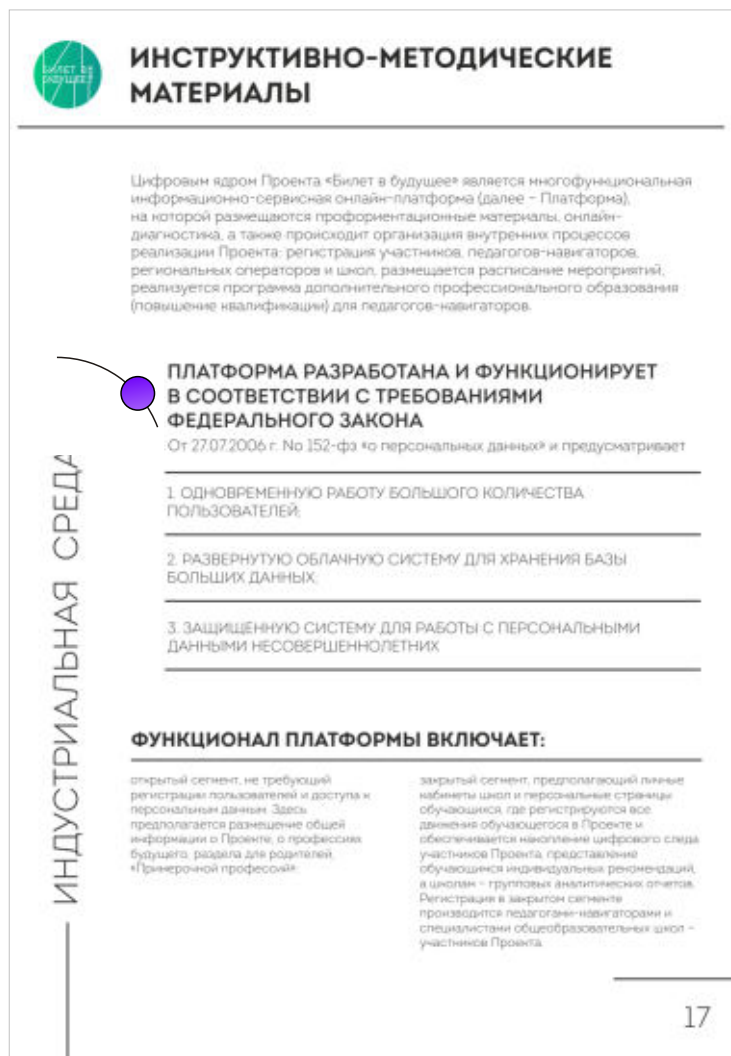 БИЛЕТ В
БУДУЩЕЕ
ИНСТРУКТИВНО-МЕТОДИЧЕСКИЕ
МАТЕРИАЛЫ
Цифровым ядром Проекта «Билет в будущее» является многофункциональная
информационно-сервисная онлайн-платформа (далее – Платформа),
на которой размещаются профориентационные материалы, онлайн-
диагностика, а также происходит организация внутренних процессов
реализации Проекта: регистрация участников, педагогов-навигаторов,
региональных операторов и школ, размещается расписание мероприятий,
реализуется программа дополнительного профессионального образования
(повышение квалификации) для педагогов-навигаторов.
ПЛАТФОРМА РАЗРАБОТАНА И ФУНКЦИОНИРУЕТ
В СООТВЕТСТВИИ С ТРЕБОВАНИЯМИ
ФЕДЕРАЛЬНОГО ЗАКОНА
От 27.07.2006 г. No 152-фз «о персональных данных» и предусматривает
1. ОДНОВРЕМЕННУЮ РАБОТУ БОЛЬШОГО КОЛИЧЕСТВА
ПОЛЬЗОВАТЕЛЕЙ;
2. РАЗВЕРНУТУЮ ОБЛАЧНУЮ СИСТЕМУ ДЛЯ ХРАНЕНИЯ БАЗЫ
БОЛЬШИХ ДАННЫХ;
3. ЗАЩИЩЕННУЮ СИСТЕМУ ДЛЯ РАБОТЫ С ПЕРСОНАЛЬНЫМИ
ДАННЫМИ НЕСОВЕРШЕННОЛЕТНИХ
ИНДУСТРИАЛЬНАЯ СРЕДА
ФУНКЦИОНАЛ ПЛАТФОРМЫ ВКЛЮЧАЕТ:
открытый сегмент, не требующий
регистрации пользователей и доступа к
персональным данным. Здесь
предполагается размещение общей
информации о Проекте, о профессиях
будущего, раздела для родителей,
«Примерочной профессий»
закрытый сегмент, предполагающий личные
кабинеты школ и персональные страницы
обучающихся, где регистрируются все
движения обучающегося в Проекте и
обеспечивается накопление цифрового следа
участников Проекта, представление
обучающимся индивидуальных рекомендаций,
а школам – групповых аналитических отчетов.
Регистрация в закрытом сегменте
производится педагогами-навигаторами и
специалистами общеобразовательных школ –
участников Проекта.
17